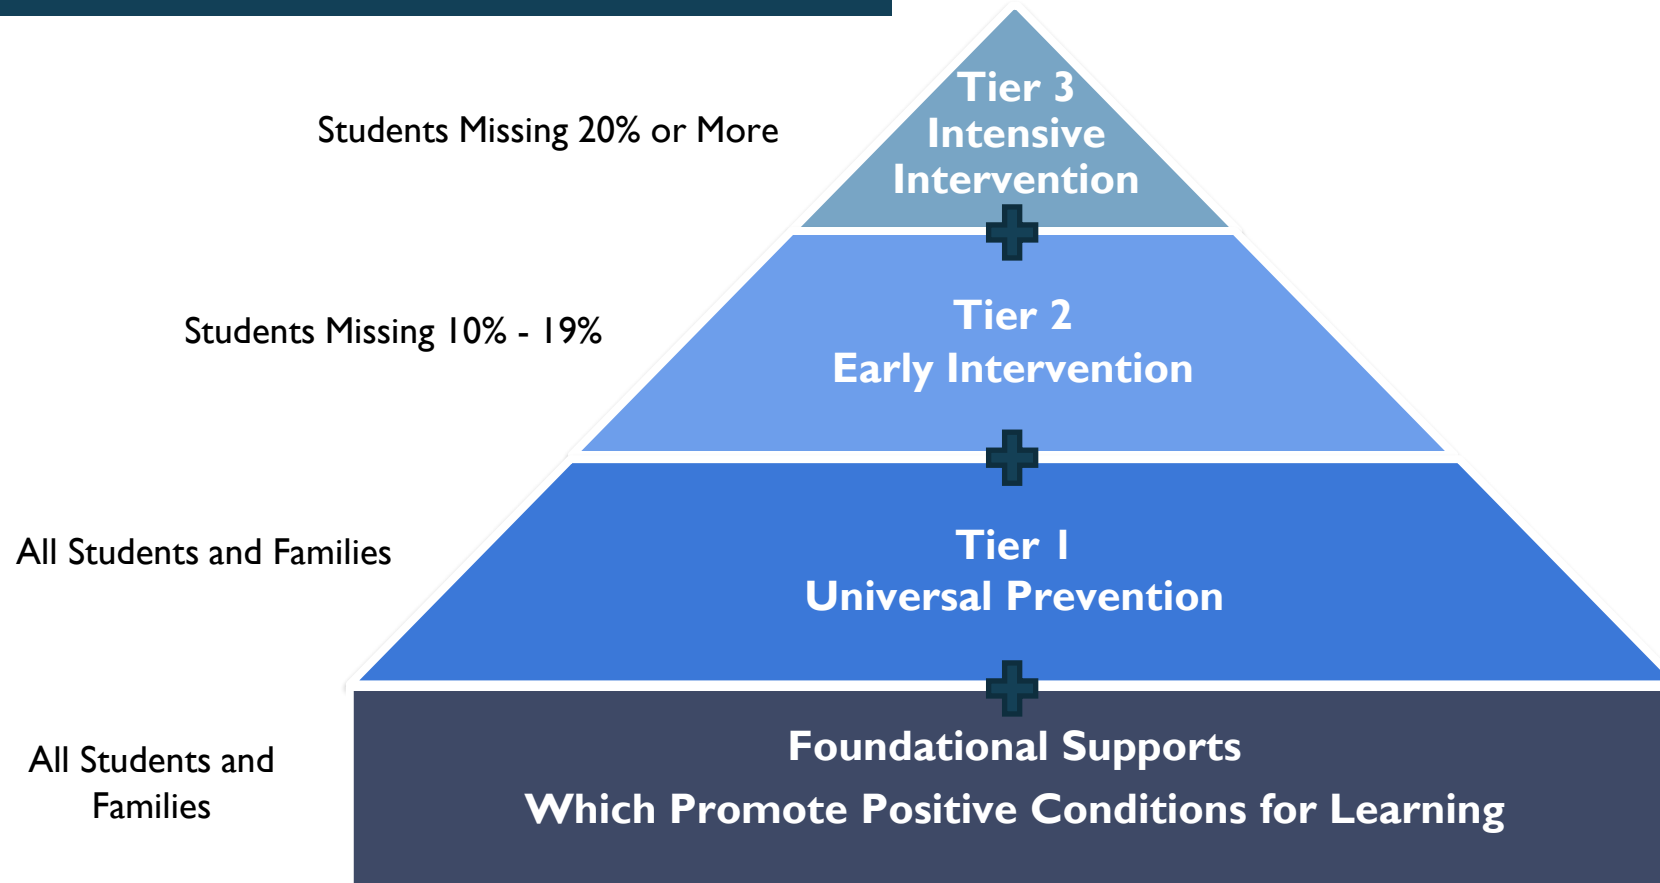 Students Missing 20% or More
Tier 3
Intensive
Intervention
Students Missing 10% - 19%
Tier 2
Early Intervention
All Students and Families
Tier 1
Universal Prevention
All Students and
Families
Foundational Supports
Which Promote Positive Conditions for Learning